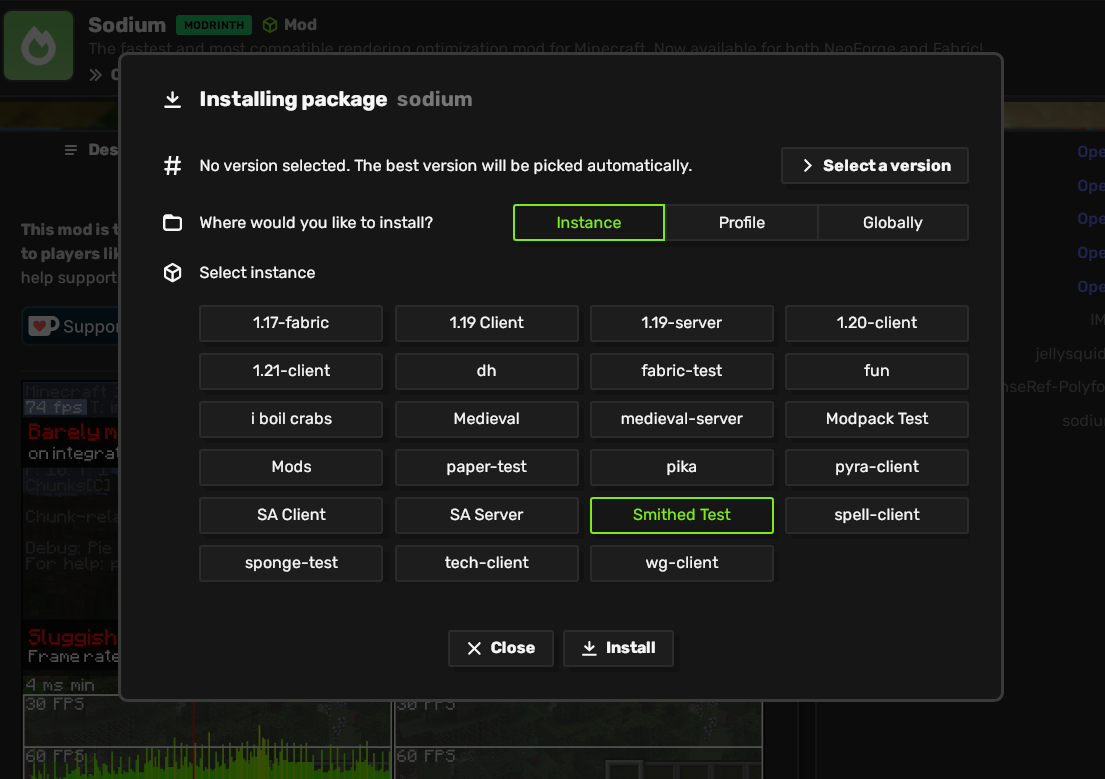 Sodium MODRINTH Mod
The fastest and most compatible rendering optimization mod for Minecraft. Now available for both NeoForge and Fabric!
Installing package sodium
Des
Ope
No version selected. The best version will be picked automatically.
Select a version
Ope
Ope
Where would you like to install?
Instance
Profile
Globally
This mod is t
to players lik
Ope
help support
Select instance
Ope
Suppor
1.17-fabric
1.19 Client
1.19-server
1.20-client
jellysquid
1.21-client
dh
fabric-test
fun
nseRef-Polyfo
Minecraft
74 fps T: in
i boil crabs
Medieval
medieval-server
Modpack Test
sodiu
Barely m
on integrat
Mods
paper-test
pika
pyra-client
Chunks[C]
Chunk-rela
SA Client
SA Server
Smithed Test
spell-client
Debug: Pie
For help: p
sponge-test
tech-client
wg-client
Sluggish
Frame rate
Close
Install
4 ms min
30 FPS
30 FPS
60 FPS
60 FPS